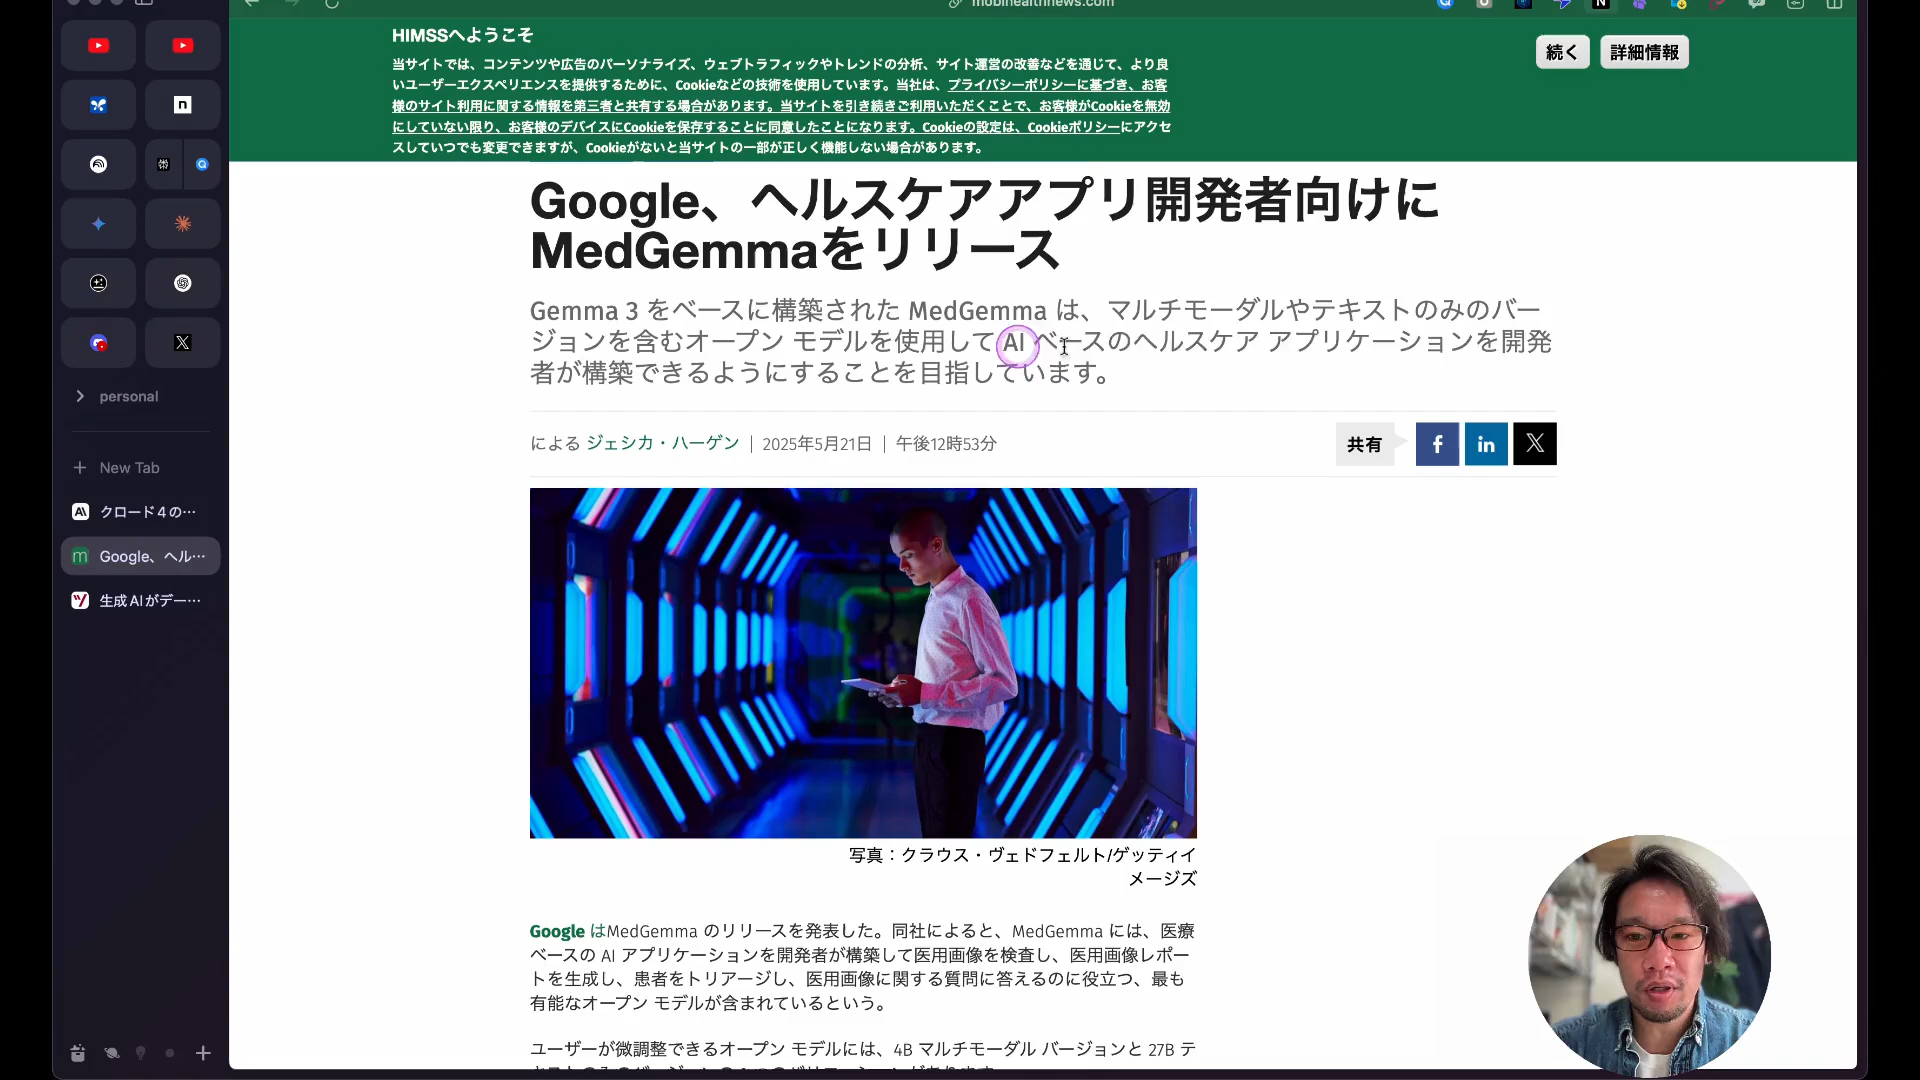 mobihealthnews.com
HIMSSへようこそ
当サイトでは、コンテンツや広告のパーソナライズ、ウェブトラフィックやトレンドの分析、サイト運営の改善などを通じて、より良
いユーザーエクスペリエンスを提供するために、Cookieなどの技術を使用しています。当社は、プライバシーポリシーに基づき、お客
様のサイト利用に関する情報を第三者と共有する場合があります。当サイトを引き続きご利用いただくことで、お客様がCookieを無効
にしていない限り、お客様のデバイスにCookieを保存することに同意したことになります。Cookieの設定は、Cookieポリシーにアクセ
スしていつでも変更できますが、Cookieがないと当サイトの一部が正しく機能しない場合があります。
続く
詳細情報
Google、ヘルスケアアプリ開発者向けに
MedGemmaをリリース
Gemma 3 をベースに構築された MedGemma は、マルチモーダルやテキストのみのバー
ジョンを含むオープン モデルを使用して AI ベースのヘルスケア アプリケーションを開発
者が構築できるようにすることを目指しています。
による ジェシカ・ハーゲン | 2025年5月21日 | 午後12時53分
共有
personal
New Tab
クロード４の…
Google、ヘル…
生成AIがデー…
写真：クラウス・ヴェドフェルト/ゲッティイ
メージズ
Google はMedGemma のリリースを発表した。同社によると、MedGemma には、医療
ベースの AI アプリケーションを開発者が構築して医用画像を検査し、医用画像レポー
トを生成し、患者をトリアージし、医用画像に関する質問に答えるのに役立つ、最も
有能なオープン モデルが含まれているという。
ユーザーが微調整できるオープン モデルには、4B マルチモーダル バージョンと 27B テ